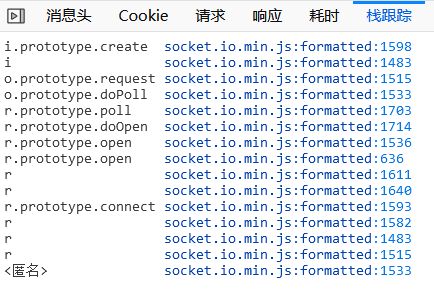 消息头 Cookie 请求 响应 耗时 栈跟踪
i.prototype.create socket.io.min.js:formatted:1598
i socket.io.min.js:formatted:1483
o.prototype.request socket.io.min.js:formatted:1515
o.prototype.doPoll socket.io.min.js:formatted:1533
r.prototype.poll socket.io.min.js:formatted:1703
r.prototype.doOpen socket.io.min.js:formatted:1714
r.prototype.open socket.io.min.js:formatted:1536
r.prototype.open socket.io.min.js:formatted:636
r socket.io.min.js:formatted:1611
r socket.io.min.js:formatted:1640
r.prototype.connect socket.io.min.js:formatted:1593
r socket.io.min.js:formatted:1582
r socket.io.min.js:formatted:1483
r socket.io.min.js:formatted:1515
<匿名> socket.io.min.js:formatted:1533